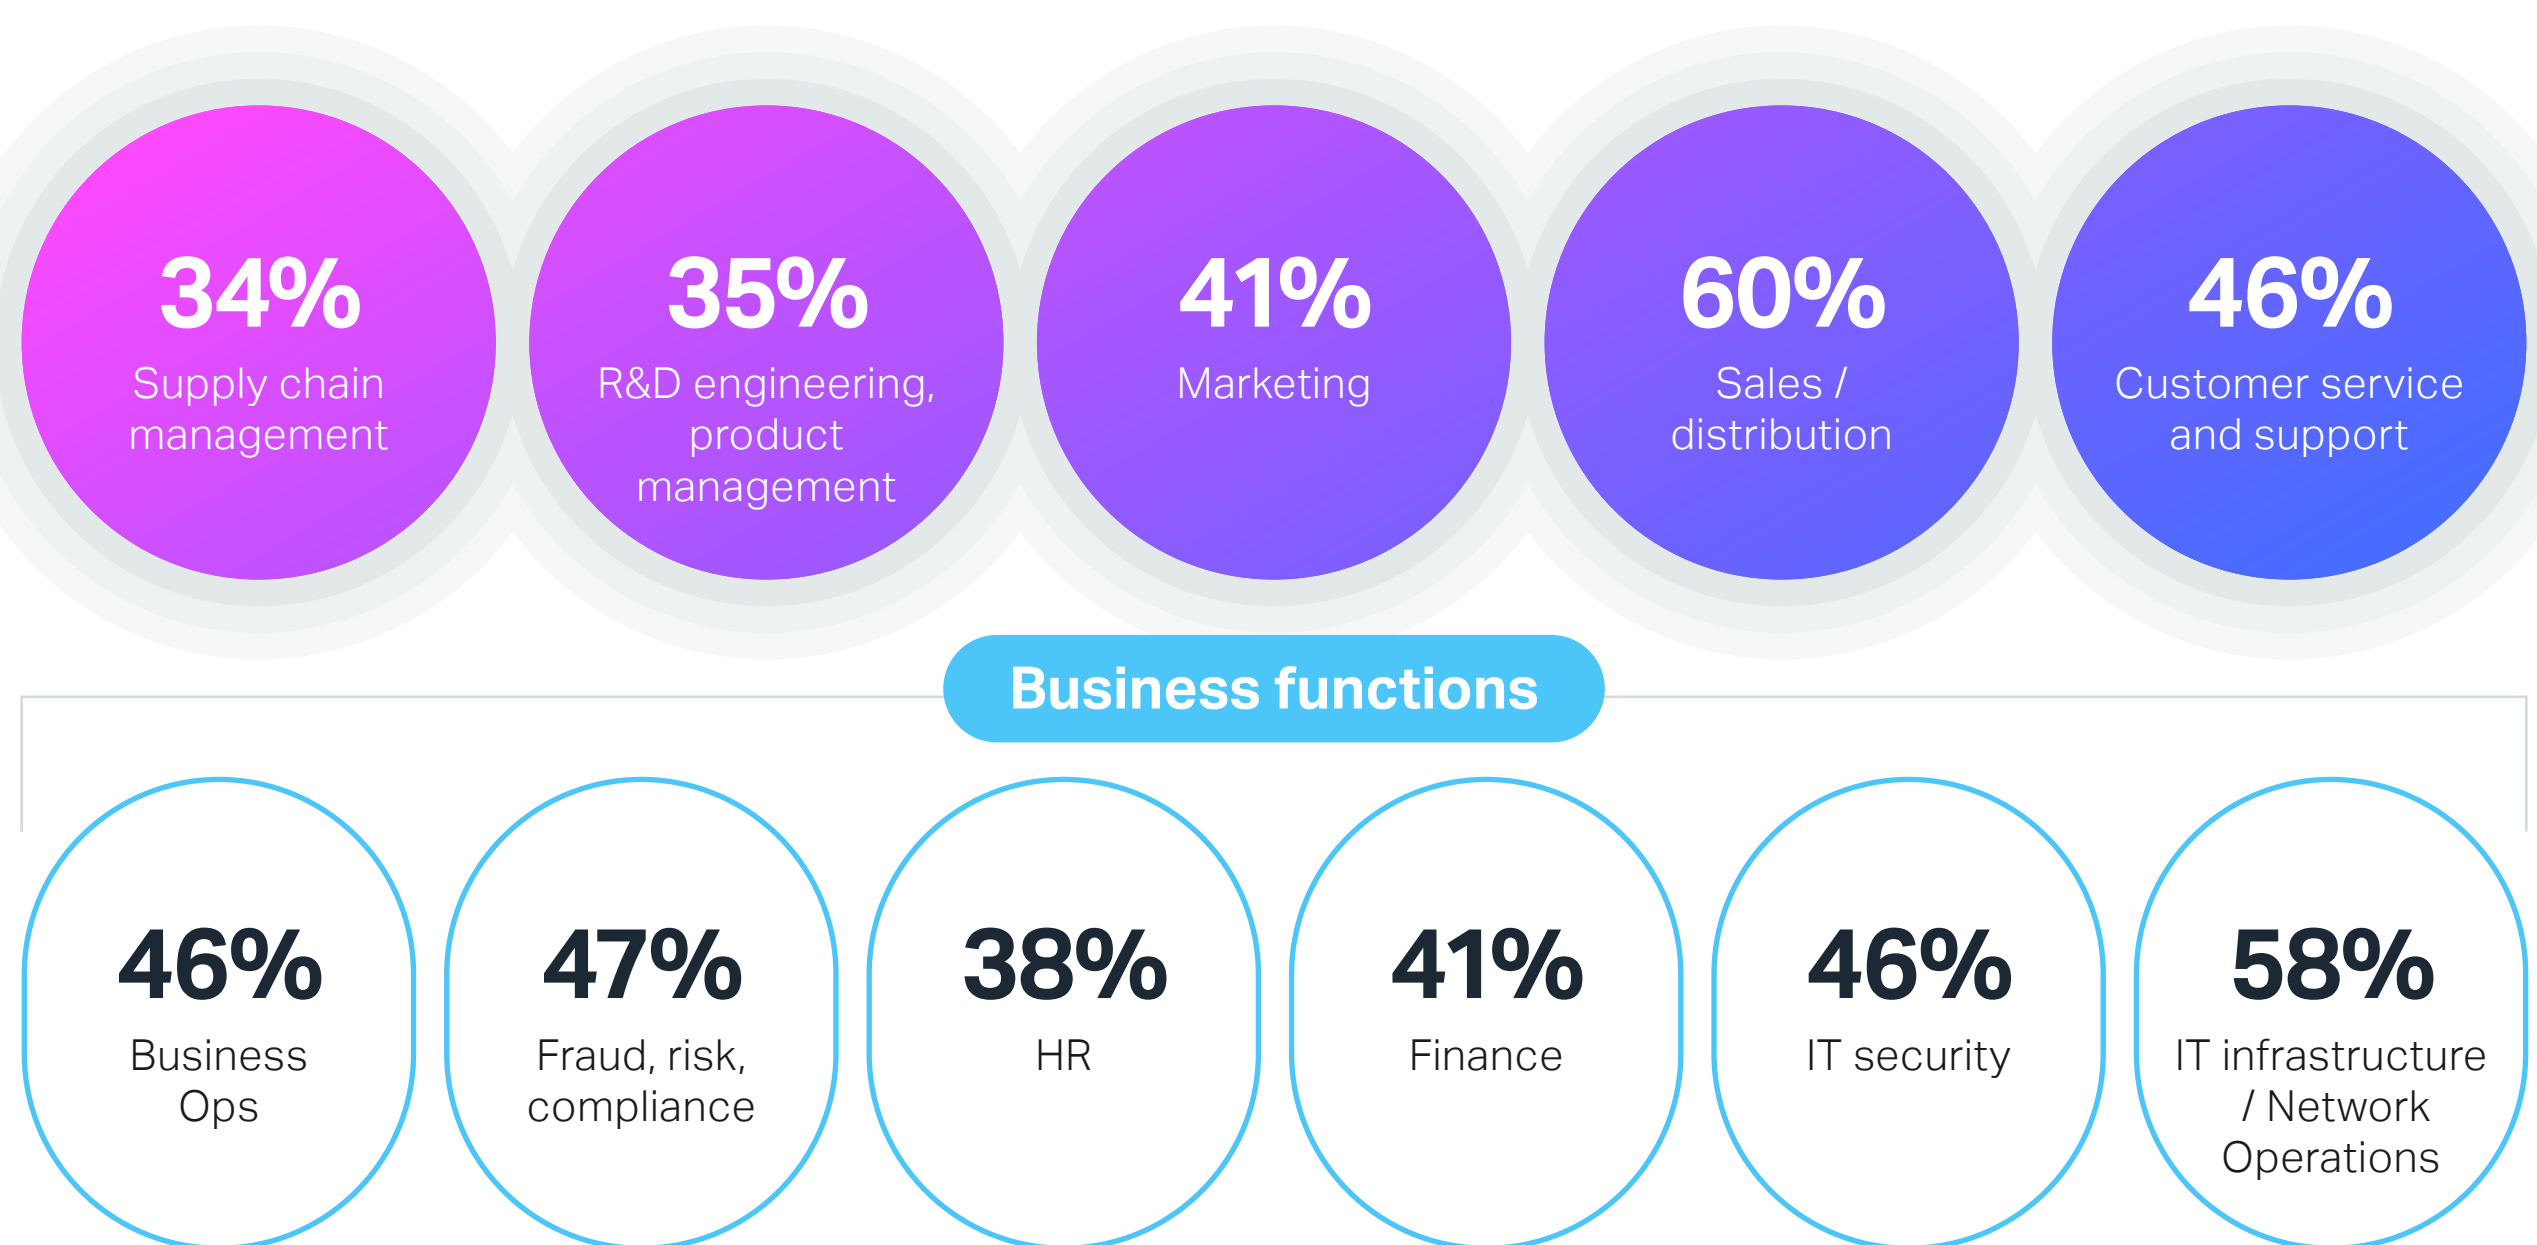 34%
Supply chain
management
35%
R&D engineering,
product
management
41%
Marketing
60%
Sales /
distribution
46%
Customer service
and support
Business functions
46%
Business
Ops
47%
Fraud, risk,
compliance
38%
HR
41%
Finance
46%
IT security
58%
IT infrastructure
/ Network
Operations